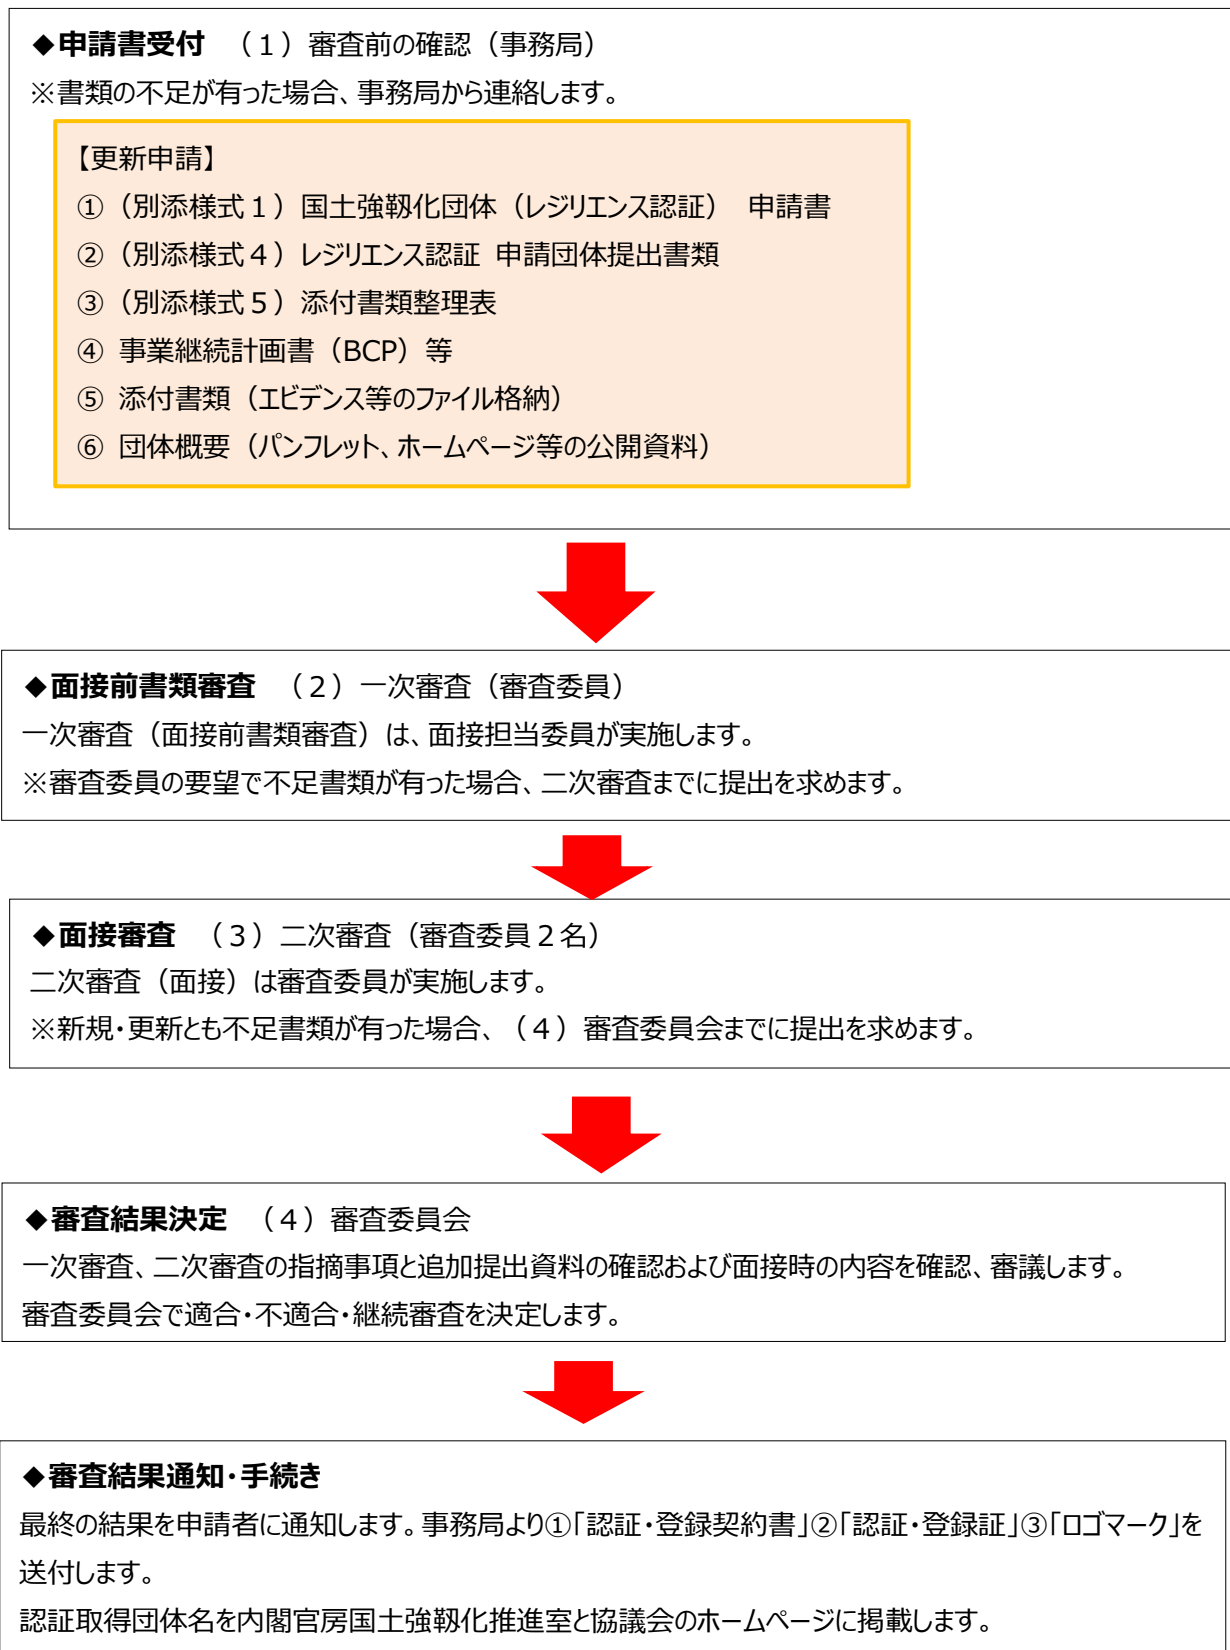 ◆申請書受付　（１）審査前の確認（事務局）
※書類の不足が有った場合、事務局から連絡します。
【更新申請】
①（別添様式１）国土強靱化団体（レジリエンス認証）　申請書
②（別添様式４）レジリエンス認証 申請団体提出書類
③（別添様式５）添付書類整理表
④ 事業継続計画書（BCP）等
⑤ 添付書類（エビデンス等のファイル格納）
⑥ 団体概要（パンフレット、ホームページ等の公開資料）
◆面接前書類審査　（２）一次審査（審査委員）
一次審査（面接前書類審査）は、面接担当委員が実施します。
※審査委員の要望で不足書類が有った場合、二次審査までに提出を求めます。
◆面接審査　（３）二次審査（審査委員２名）
二次審査（面接）は審査委員が実施します。
※新規・更新とも不足書類が有った場合、（４）審査委員会までに提出を求めます。
◆審査結果決定　（４）審査委員会
一次審査、二次審査の指摘事項と追加提出資料の確認および面接時の内容を確認、審議します。
審査委員会で適合・不適合・継続審査を決定します。
◆審査結果通知・手続き
最終の結果を申請者に通知します。事務局より①「認証・登録契約書」②「認証・登録証」③「ロゴマーク」を
送付します。
認証取得団体名を内閣官房国土強靱化推進室と協議会のホームページに掲載します。